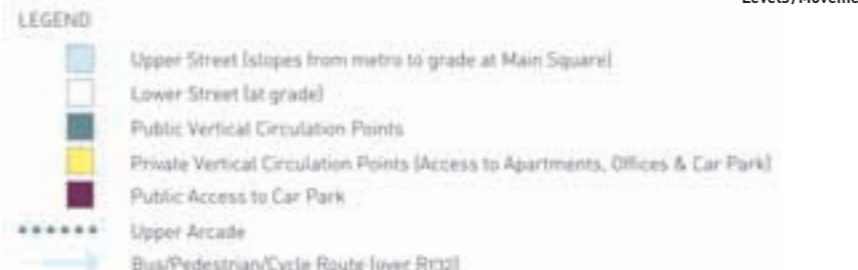 LEGEND
Upper Street (slopes from metro to grade at Main Square)
Lower Street (at grade)
Public Vertical Circulation Points
Private Vertical Circulation Points (Access to Apartments, Offices & Car Park)
Public Access to Car Park
Upper Arcade
Bus/Pedestrian/Cycle Route (over R132)